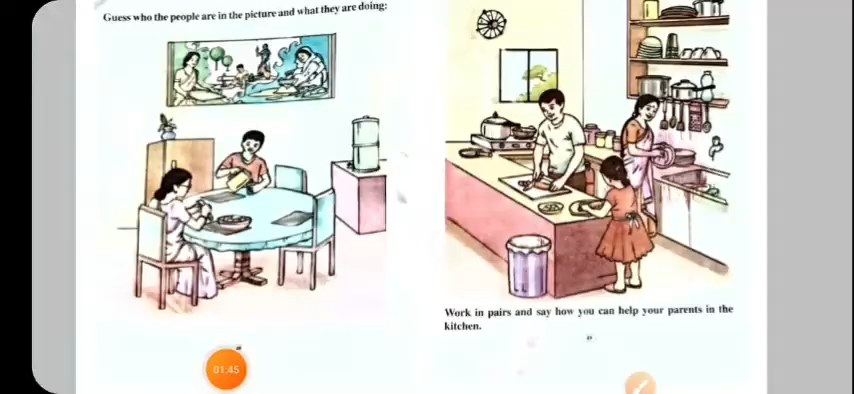 Guess who the people are in the picture and what they are doing:
Work in pairs and say how you can help your parents in the
kitchen.
01:45